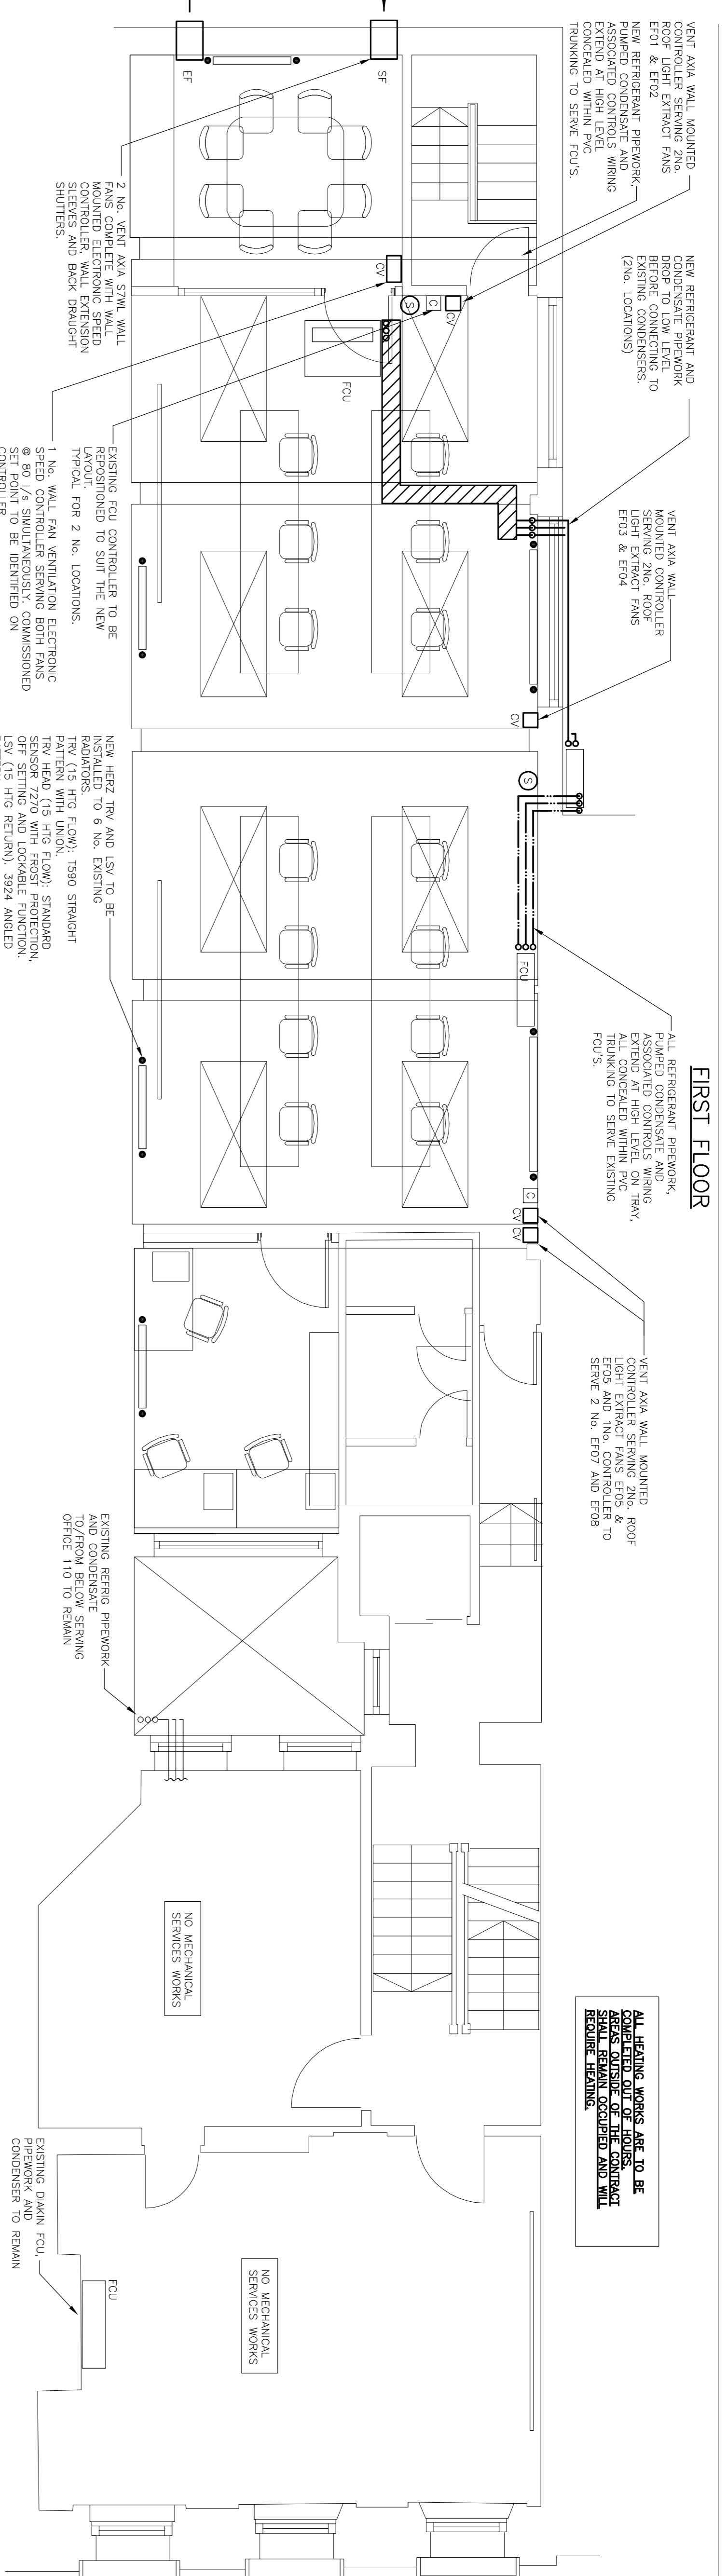 FIRST FLOOR
VENT AXIA WALL MOUNTED
CONTROLLER SERVING 2No.
ROOF LIGHT EXTRACT FANS
EF01 & EF02
NEW REFRIGERANT PIPEWORK,
PUMPED CONDENSATE AND
ASSOCIATED CONTROLS WIRING
EXTEND AT HIGH LEVEL
CONCEALED WITHIN PVC
TRUNKING TO SERVE FCU'S.
NEW REFRIGERANT AND
CONDENSATE PIPEWORK
DROP TO LOW LEVEL
BEFORE CONNECTING TO
EXISTING CONDENSERS.
(2No. LOCATIONS)
VENT AXIA WALL
MOUNTED CONTROLLER
SERVING 2No. ROOF
LIGHT EXTRACT FANS
EF03 & EF04
ALL REFRIGERANT PIPEWORK,
PUMPED CONDENSATE AND
ASSOCIATED CONTROLS WIRING
EXTEND AT HIGH LEVEL ON TRAY,
ALL CONCEALED WITHIN PVC
TRUNKING TO SERVE EXISTING
FCU'S.
VENT AXIA WALL MOUNTED
CONTROLLER SERVING 2No. ROOF
LIGHT EXTRACT FANS EF05 &
EF05 AND 1No. CONTROLLER TO
SERVE 2 No. EF07 AND EF08
ALL HEATING WORKS ARE TO BE
COMPLETED OUT OF HOURS.
AREAS OUTSIDE OF THE CONTRACT
SHALL REMAIN OCCUPIED AND WILL
REQUIRE HEATING.
SF
EF
CV
S
C
CV
FCU
CV
S
FCU
C
CV
CV
NO MECHANICAL
SERVICES WORKS
NO MECHANICAL
SERVICES WORKS
FCU
2 No. VENT AXIA S7WL WALL
FANS COMPLETE WITH WALL
MOUNTED ELECTRONIC SPEED
CONTROLLER, WALL EXTENSION
SLEEVES AND BACK DRAUGHT
SHUTTERS.
EXISTING FCU CONTROLLER TO BE
REPOSITIONED TO SUIT THE NEW
LAYOUT.
TYPICAL FOR 2 No. LOCATIONS.
1 No. WALL FAN VENTILATION ELECTRONIC
SPEED CONTROLLER SERVING BOTH FANS
@ 80 l/s SIMULTANEOUSLY. COMMISSIONED
SET POINT TO BE IDENTIFIED ON
CONTROLLER
NEW HERZ TRV AND LSV TO BE
INSTALLED TO 6 No. EXISTING
RADIATORS.
TRV (15 HTG FLOW): TS90 STRAIGHT
PATTERN WITH UNION.
TRV HEAD (15 HTG FLOW): STANDARD
SENSOR 7270 WITH FROST PROTECTION,
OFF SETTING AND LOCKABLE FUNCTION.
LSV (15 HTG RETURN). 3924 ANGLED
EXISTING REFRIG PIPEWORK
AND CONDENSATE
TO/FROM BELOW SERVING
OFFICE 110 TO REMAIN
EXISTING DIAKIN FCU,
PIPEWORK AND
CONDENSER TO REMAIN